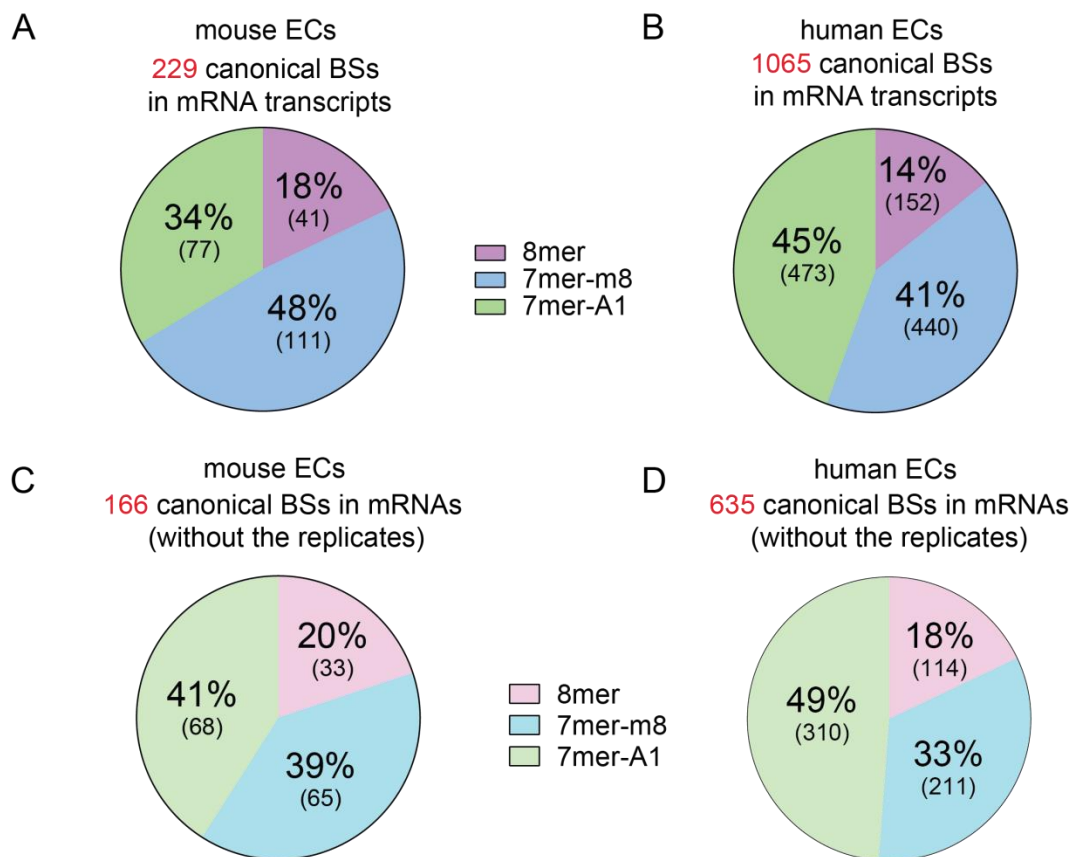 A
mouse ECs
229 canonical BSs
in mRNA transcripts
18%
(41)
34%
(77)
48%
(111)
8mer
7mer-m8
7mer-A1
B
human ECs
1065 canonical BSs
in mRNA transcripts
14%
(152)
45%
(473)
41%
(440)
C
mouse ECs
166 canonical BSs in mRNAs
(without the replicates)
20%
(33)
41%
(68)
39%
(65)
8mer
7mer-m8
7mer-A1
D
human ECs
635 canonical BSs in mRNAs
(without the replicates)
18%
(114)
49%
(310)
33%
(211)